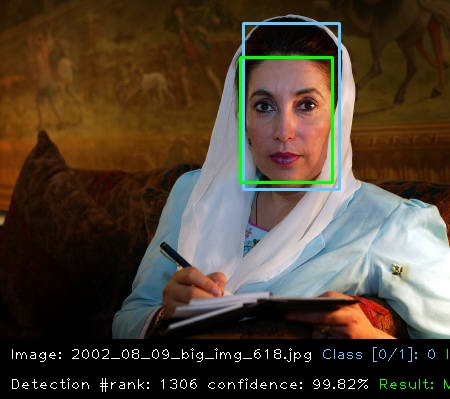 Image: 2002_08_09_big_img_618.jpg Class [0/1]: 0
Detection #rank: 1306 confidence: 99.82% Result: